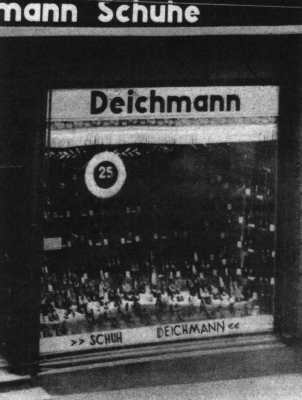 mann Schuhe
Deichmann
25
>> SCHUH DEICHMANN <<